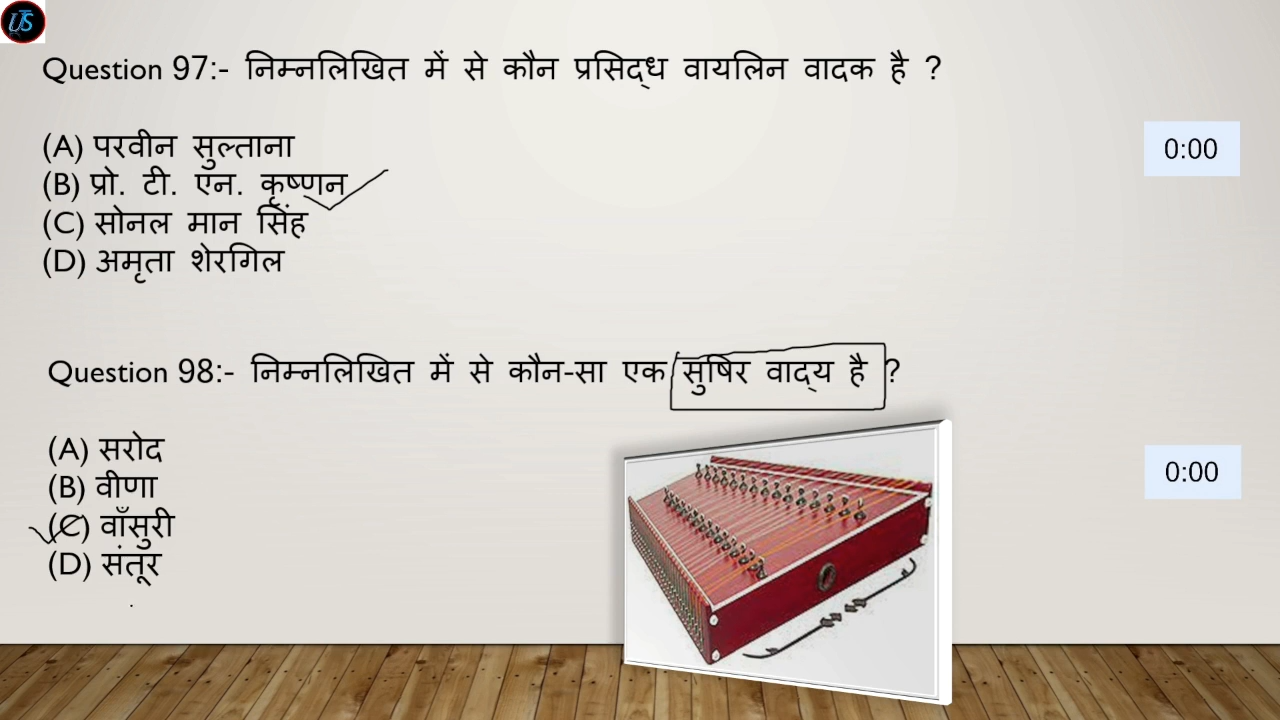 US
Question 97:- निम्नलिखित में से कौन प्रसिद्ध वायलिन वादक है ?
(A) परवीन सुल्ताना
(B) प्रो. टी. एन. कृष्णन
(C) सोनल मान सिंह
(D) अमृता शेरगिल
0:00
Question 98:- निम्नलिखित में से कौन-सा एक सुषिर वाद्य है ?
(A) सरोद
(B) वीणा
(C) वाँसुरी
(D) संतूर
0:00